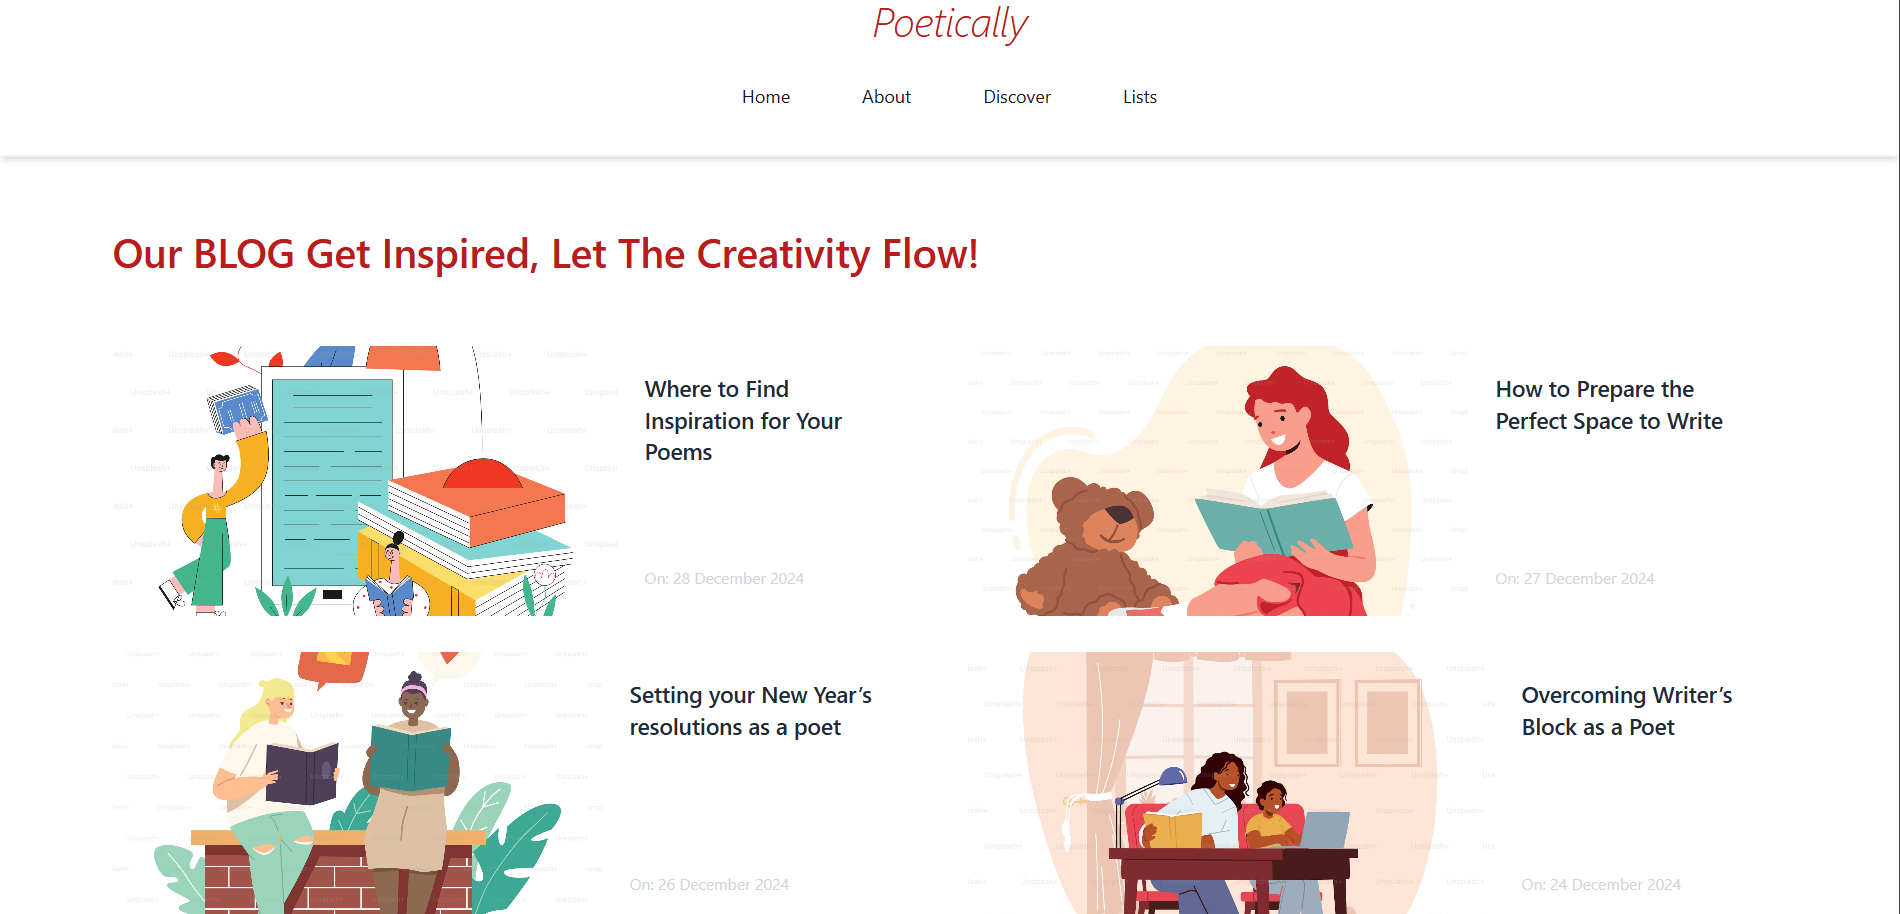 Poetically
Home About Discover Lists
Our BLOG Get Inspired, Let The Creativity Flow!
Where to Find
Inspiration for Your
Poems
On: 28 December 2024
How to Prepare the
Perfect Space to Write
On: 27 December 2024
Setting your New Year’s
resolutions as a poet
On: 26 December 2024
Overcoming Writer’s
Block as a Poet
On: 24 December 2024